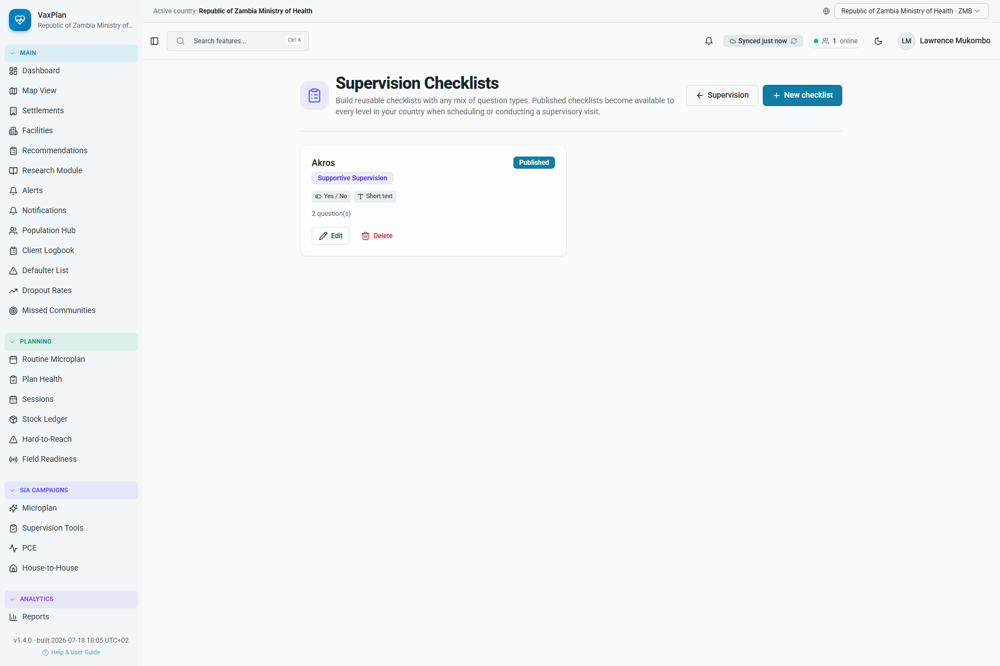 VaxPlan
Republic of Zambia Ministry of...
MAIN
Dashboard
Map View
Settlements
Facilities
Recommendations
Research Module
Alerts
Notifications
Population Hub
Client Logbook
Defaulter List
Dropout Rates
Missed Communities
PLANNING
Routine Microplan
Plan Health
Sessions
Stock Ledger
Hard-to-Reach
Field Readiness
SIA CAMPAIGNS
Microplan
Supervision Tools
PCE
House-to-House
ANALYTICS
Reports
v1.4.0 · built 2026-07-18 18:05 UTC+02
Help & User Guide
Active country: Republic of Zambia Ministry of Health
Republic of Zambia Ministry of Health · ZMB
Search features... Ctrl K
Synced just now
1 online
LM Lawrence Mukombo
Supervision Checklists
Build reusable checklists with any mix of question types. Published checklists become available to
every level in your country when scheduling or conducting a supervisory visit.
Supervision
New checklist
Akros
Published
Supportive Supervision
Yes / No
Short text
2 question(s)
Edit
Delete